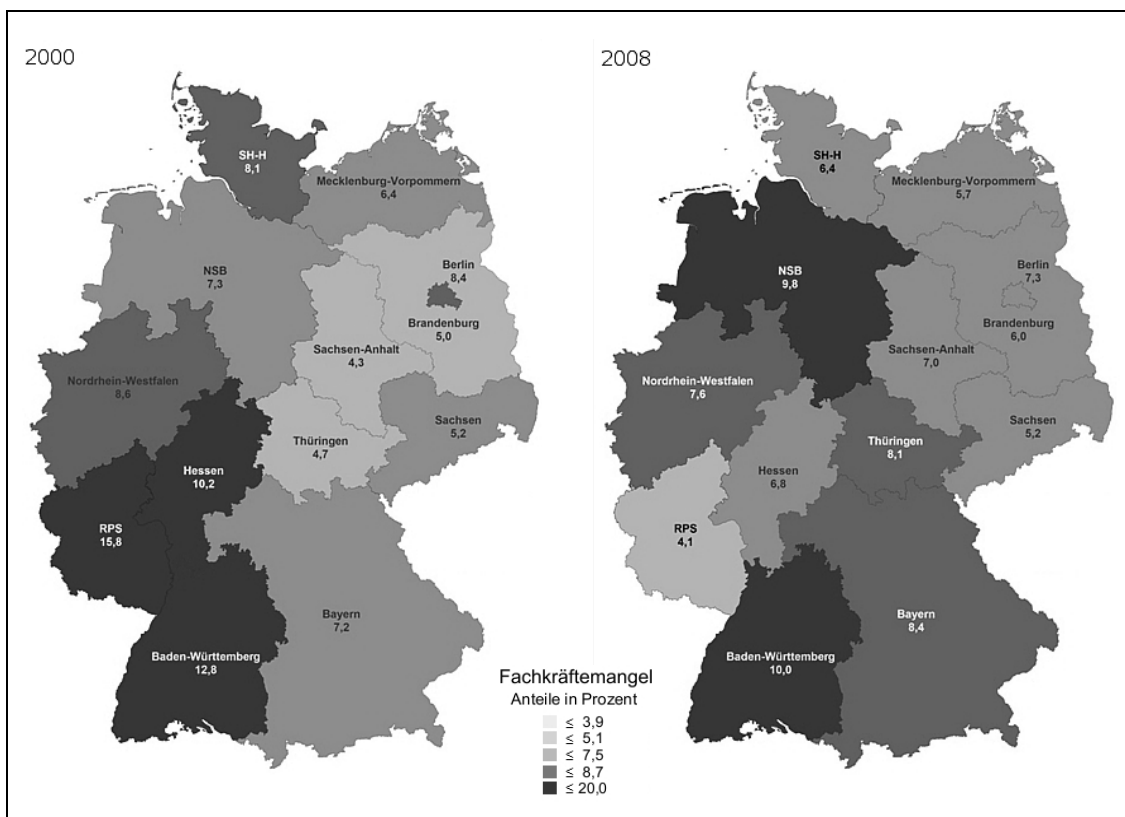 2000
SH-H
8,1
Mecklenburg-Vorpommern
6,4
NSB
7,3
Berlin
8,4
Brandenburg
5,0
Sachsen-Anhalt
4,3
Nordrhein-Westfalen
8,6
Sachsen
5,2
Thüringen
4,7
Hessen
10,2
RPS
15,8
Bayern
7,2
Baden-Württemberg
12,8
2008
SH-H
6,4
Mecklenburg-Vorpommern
5,7
NSB
9,8
Berlin
7,3
Brandenburg
6,0
Sachsen-Anhalt
7,0
Nordrhein-Westfalen
7,6
Sachsen
5,2
Thüringen
8,1
Hessen
6,8
RPS
4,1
Bayern
8,4
Baden-Württemberg
10,0
Fachkräftemangel
Anteile in Prozent
≤ 3,9
≤ 5,1
≤ 7,5
≤ 8,7
≤ 20,0